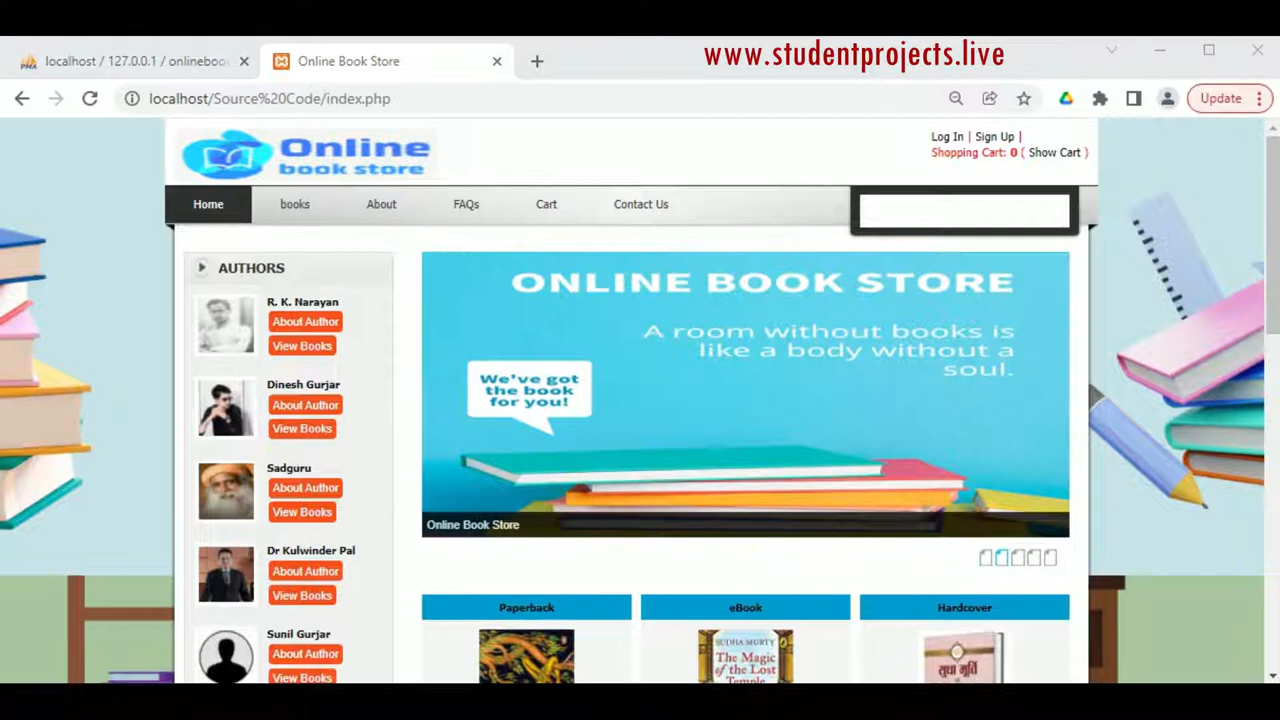 www.studentprojects.live
localhost / 127.0.0.1 / onlineboo
Online Book Store
localhost/Source%20Code/index.php
Update
Online
book store
Log In | Sign Up |
Shopping Cart: 0 ( Show Cart )
Home
books
About
FAQs
Cart
Contact Us
AUTHORS
R. K. Narayan
About Author
View Books
Dinesh Gurjar
About Author
View Books
Sadguru
About Author
View Books
Dr Kulwinder Pal
About Author
View Books
Sunil Gurjar
About Author
View Books
ONLINE BOOK STORE
A room without books is
like a body without a
soul.
We've got
the book
for you!
Online Book Store
Paperback
eBook
Hardcover
SUDHA MURTY
The Magic
of the Lost
Temple
सुधा मूर्ति